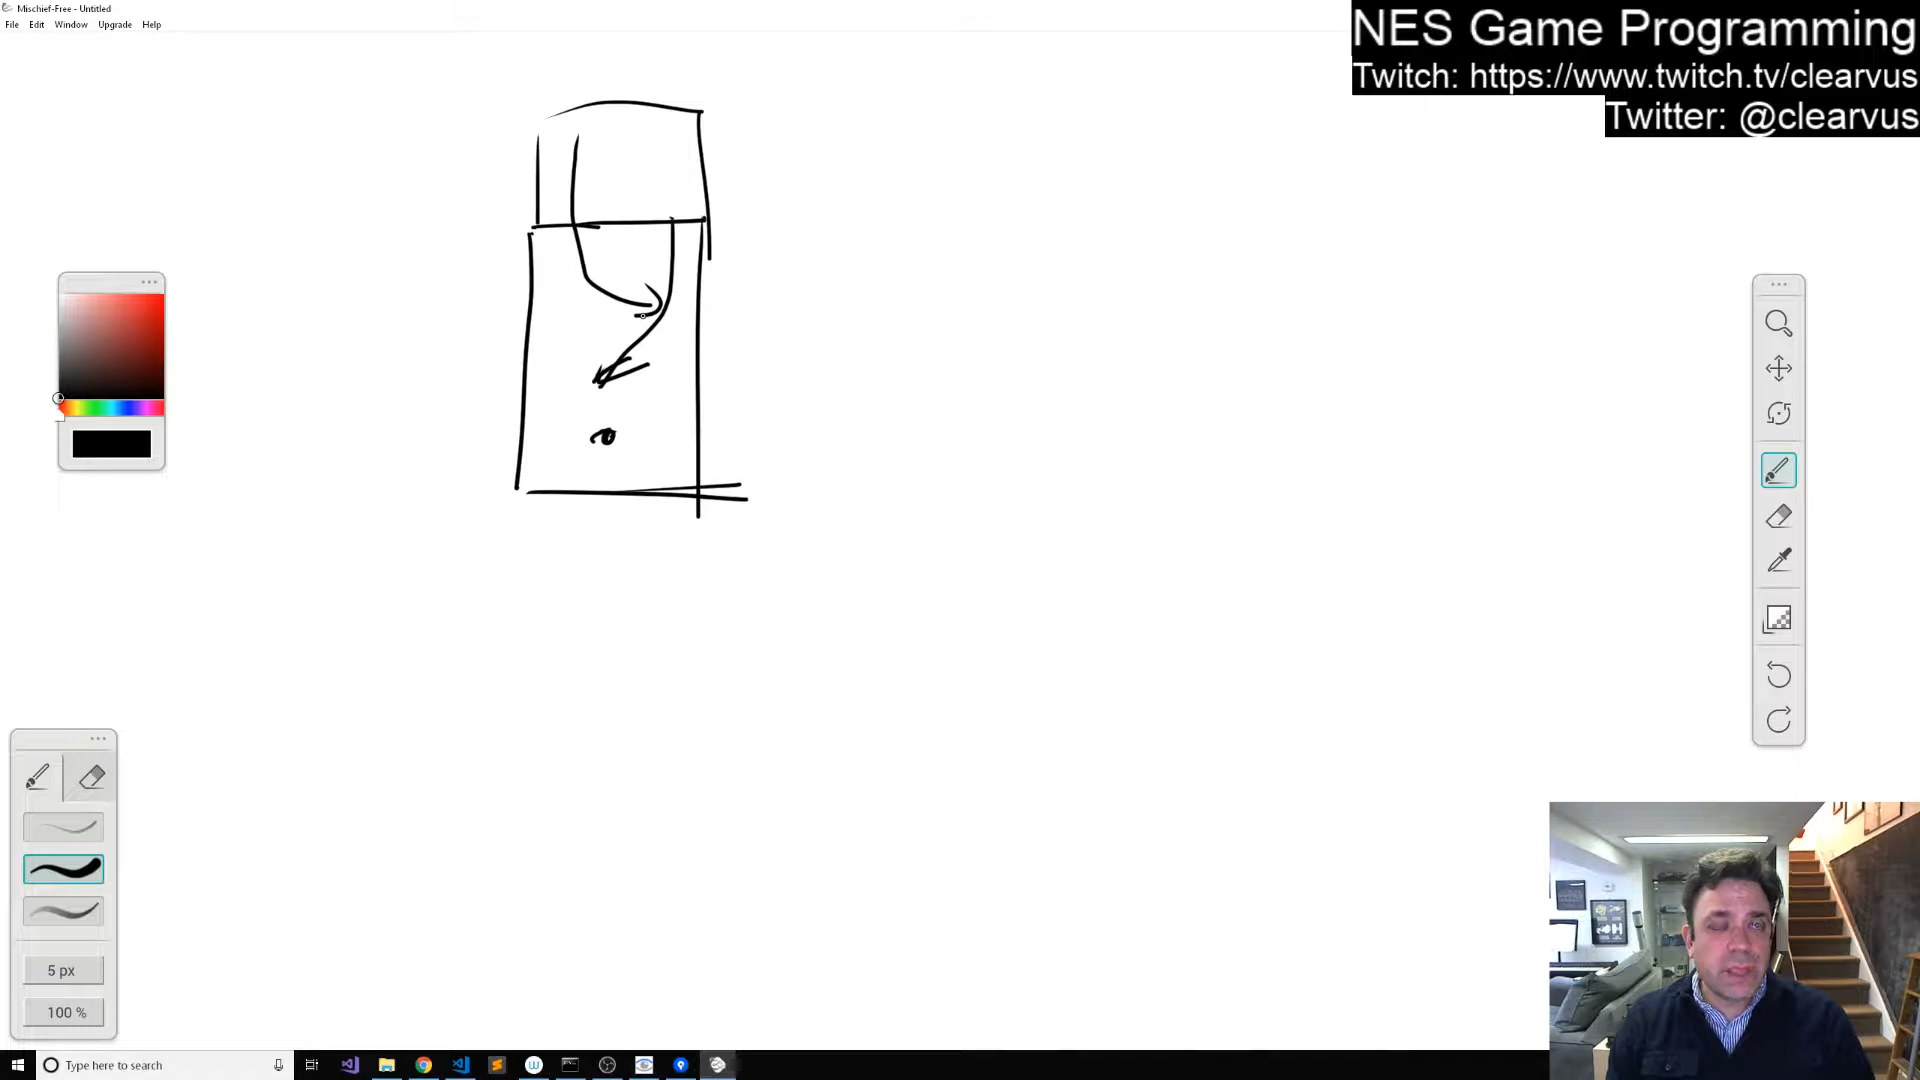 Mischief-Free - Untitled
File Edit Window Upgrade Help
NES Game Programming
Twitch: https://www.twitch.tv/clearvus
Twitter: @clearvus
5 px
100 %
Type here to search